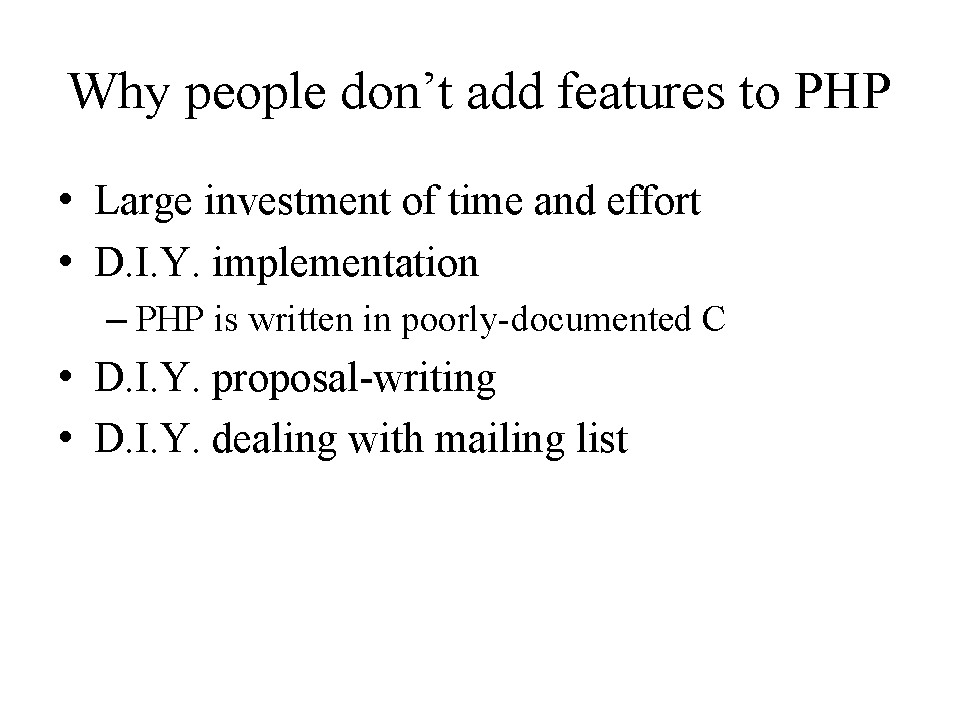 Why people don’t add features to PHP
• Large investment of time and effort
• D.I.Y. implementation
– PHP is written in poorly-documented C
• D.I.Y. proposal-writing
• D.I.Y. dealing with mailing list